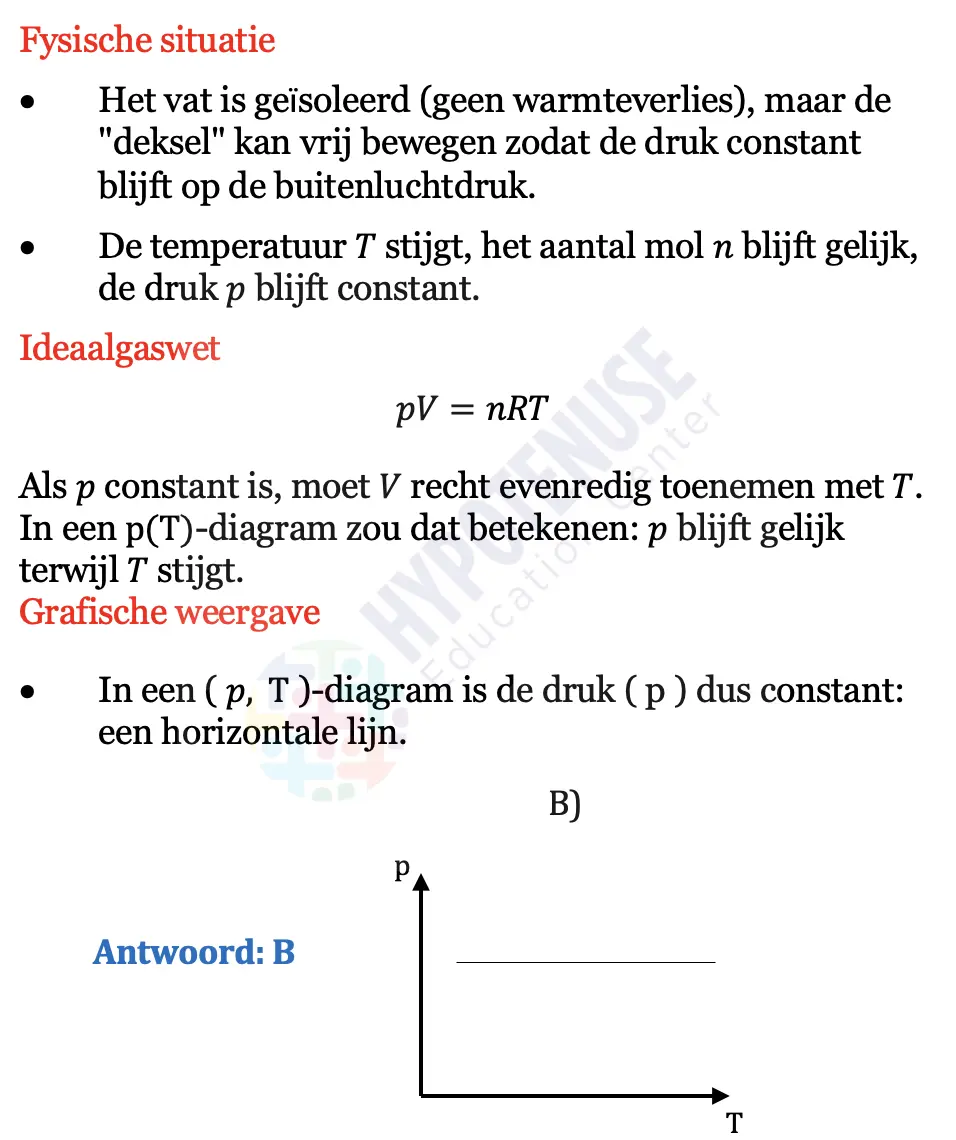 Fysische situatie
• Het vat is geïsoleerd (geen warmteverlies), maar de
"deksel" kan vrij bewegen zodat de druk constant
blijft op de buitenluchtdruk.
• De temperatuur T stijgt, het aantal mol n blijft gelijk,
de druk p blijft constant.
Ideaalgaswet
pV = nRT
Als p constant is, moet V recht evenredig toenemen met T.
In een p(T)-diagram zou dat betekenen: p blijft gelijk
terwijl T stijgt.
Grafische weergave
• In een ( p, T )-diagram is de druk ( p ) dus constant:
een horizontale lijn.
B)
p
Antwoord: B
T
HYPOTENUSE
Education Center